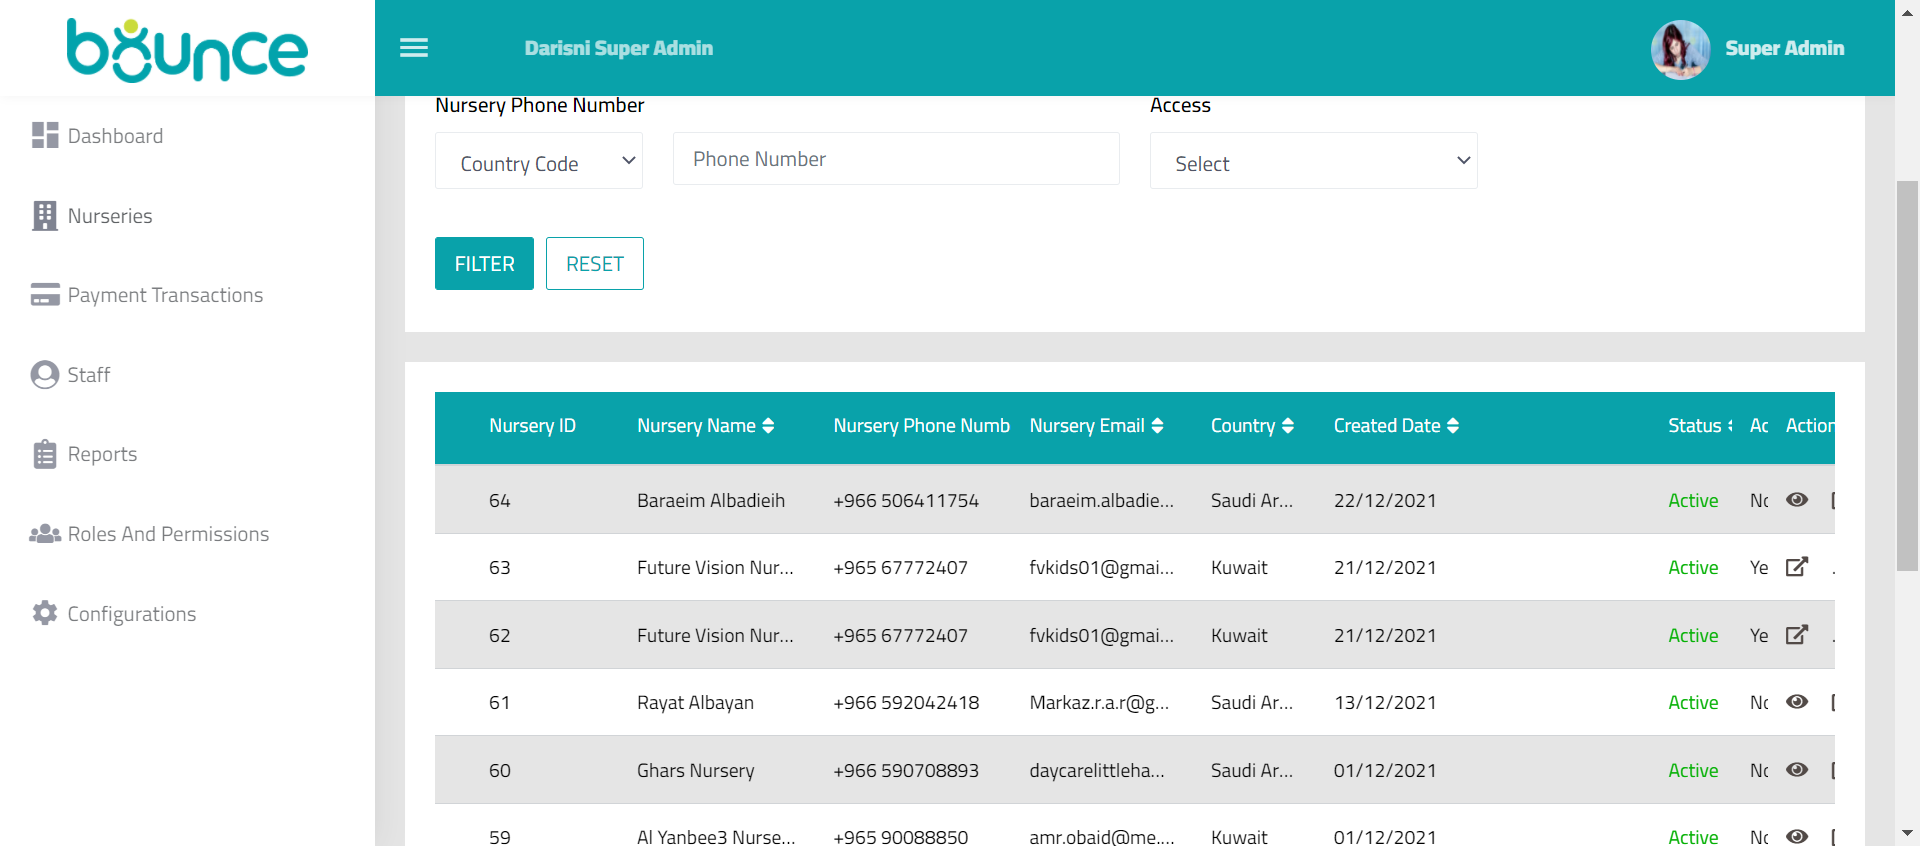 bounce
Darisni Super Admin
Super Admin
Dashboard
Nurseries
Payment Transactions
Staff
Reports
Roles And Permissions
Configurations
Nursery Phone Number
Access
Country Code
Phone Number
Select
FILTER
RESET
Nursery ID Nursery Name Nursery Phone Numb Nursery Email Country Created Date Status Ac Action
64 Baraeim Albadieih +966 506411754 baraeim.albadie... Saudi Ar... 22/12/2021 Active No
63 Future Vision Nur... +965 67772407 fvkids01@gmai... Kuwait 21/12/2021 Active Ye
62 Future Vision Nur... +965 67772407 fvkids01@gmai... Kuwait 21/12/2021 Active Ye
61 Rayat Albayan +966 592042418 Markaz.r.a.r@g... Saudi Ar... 13/12/2021 Active No
60 Ghars Nursery +966 590708893 daycarelittleha... Saudi Ar... 01/12/2021 Active No
59 Al Yanbee3 Nurse... +965 90088850 amr.obaid@me.... Kuwait 01/12/2021 Active No